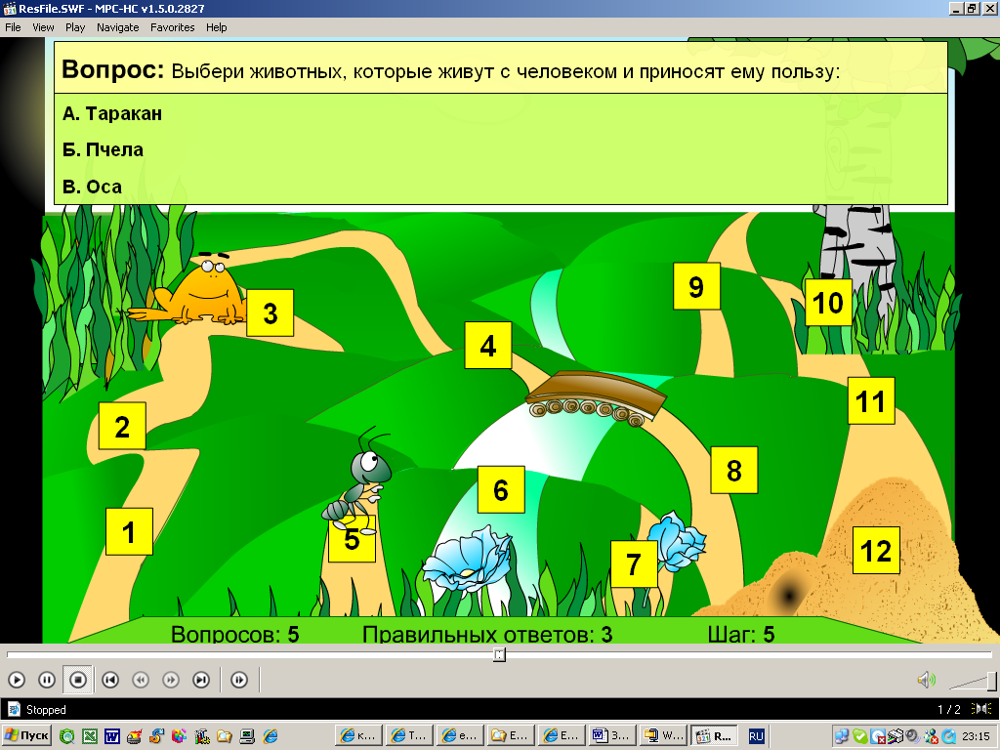 ResFile.SWF - MPC-HC v1.5.0.2827
File View Play Navigate Favorites Help
Вопрос: Выбери животных, которые живут с человеком и приносят ему пользу:
А. Таракан
Б. Пчела
В. Оса
9
10
3
4
11
2
8
6
1
5
12
7
Вопросов: 5 Правильных ответов: 3 Шаг: 5
Stopped 1 / 2
Пуск к... Т... е... Е... Е... З... W... R... RU 23:15